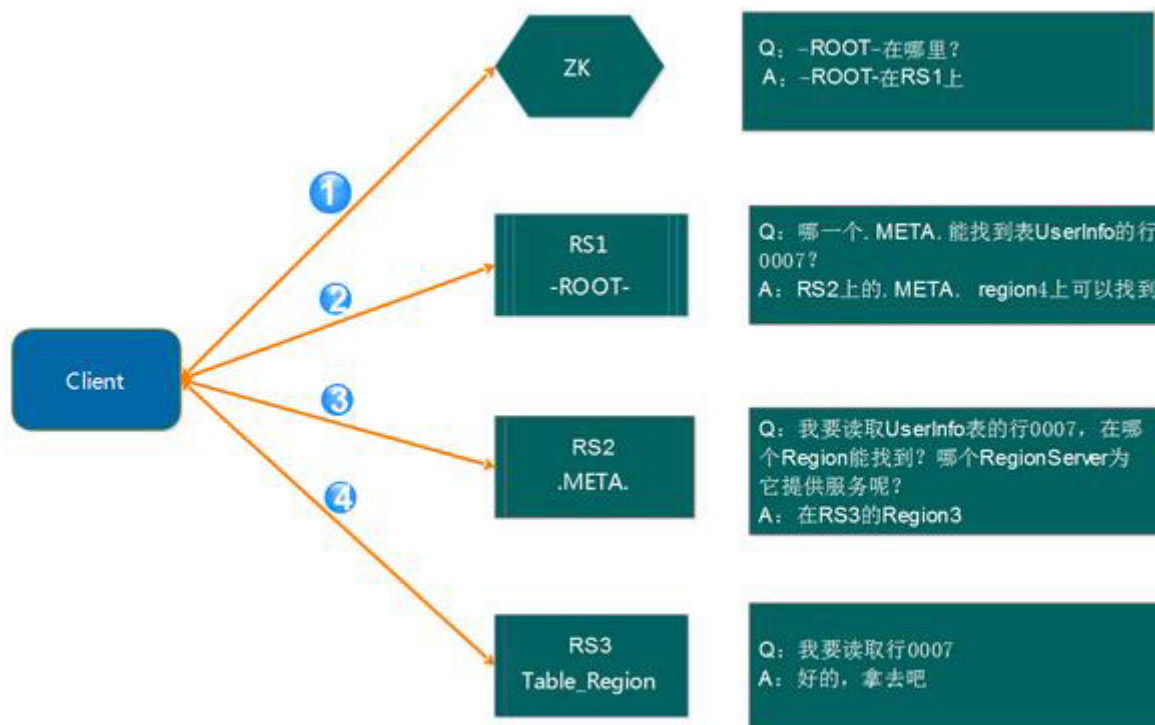 ZK
Q：-ROOT-在哪里？
A：-ROOT-在RS1上
1
RS1
-ROOT-
Q：哪一个.META.能找到表UserInfo的行
0007？
A：RS2上的.META. region4上可以找到
2
Client
3
RS2
.META.
Q：我要读取UserInfo表的行0007，在哪
个Region能找到？哪个RegionServer为
它提供服务呢？
A：在RS3的Region3
4
RS3
Table_Region
Q：我要读取行0007
A：好的，拿去吧